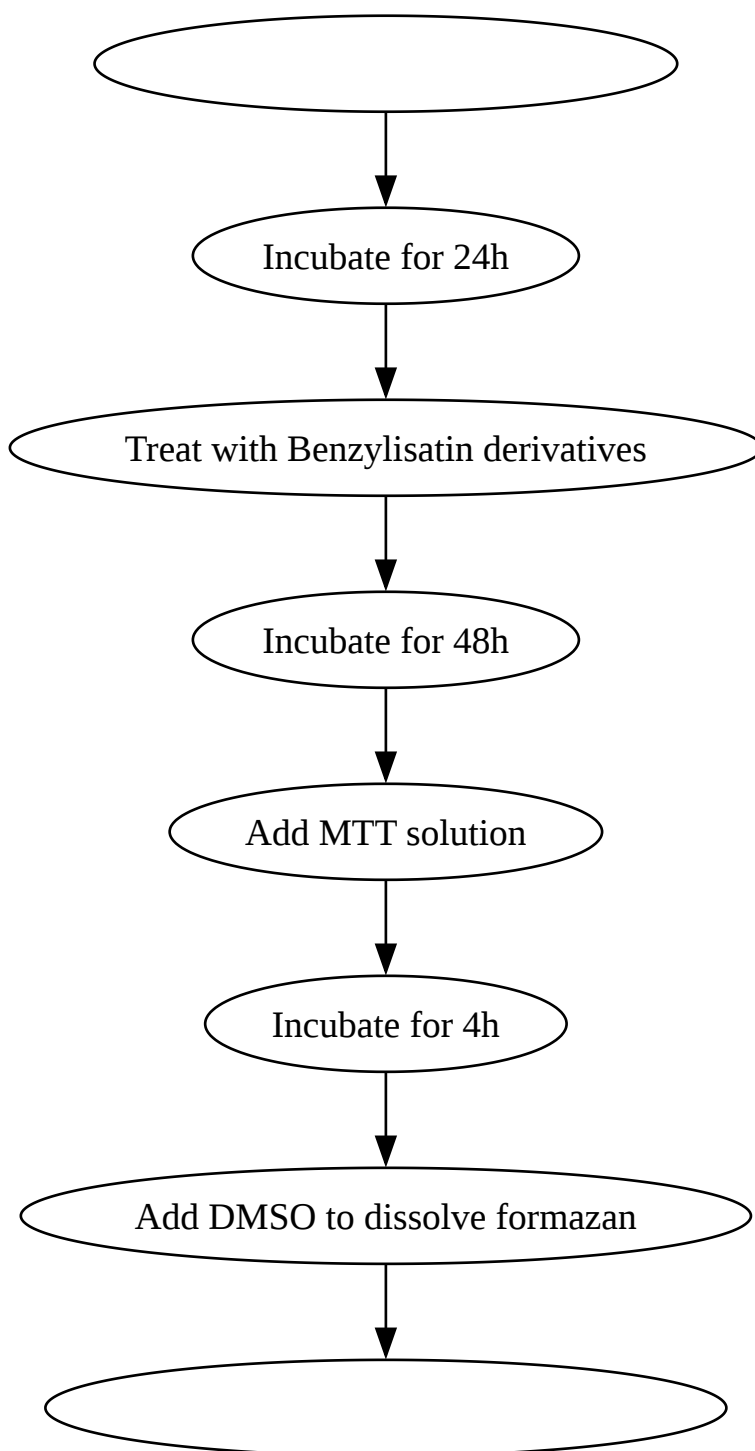 Incubate for 24h
Treat with Benzylisatin derivatives
Incubate for 48h
Add MTT solution
Incubate for 4h
Add DMSO to dissolve formazan